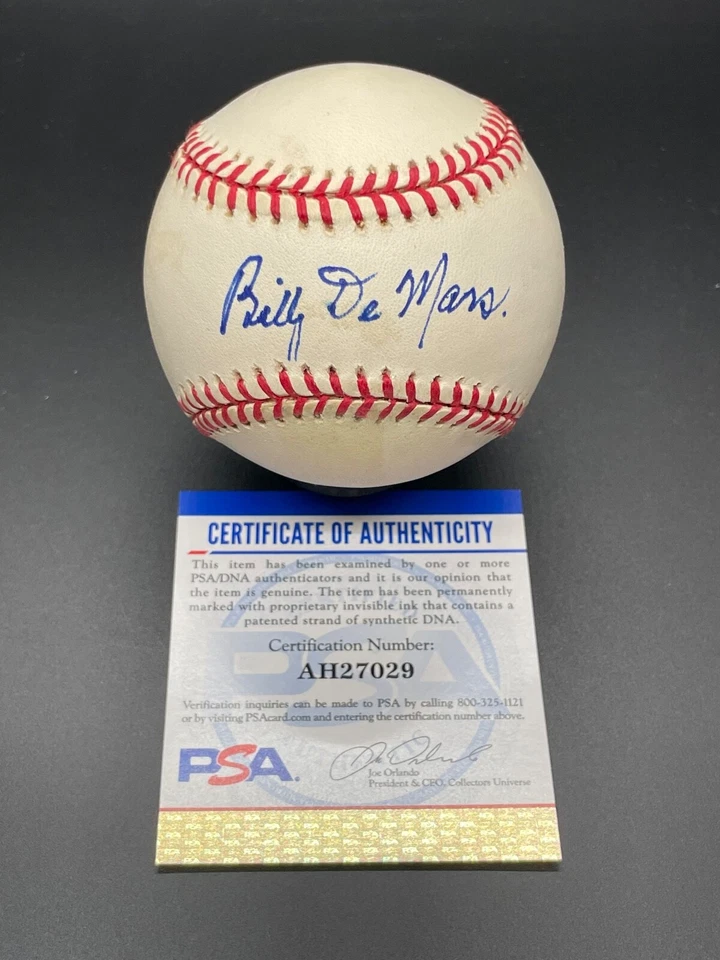 Billy De Mars.
CERTIFICATE OF AUTHENTICITY
This item has been examined by one or more
PSA/DNA authenticators and it is our opinion that
the item is genuine. The item has been permanently
marked with proprietary invisible ink that contains a
patented strand of synthetic DNA.
Certification Number:
AH27029
Verification inquiries can be made to PSA by calling 800-325-1121
or by visiting PSAcard.com and entering the certification number above.
PSA.
Joe Orlando
President & CEO, Collectors Universe